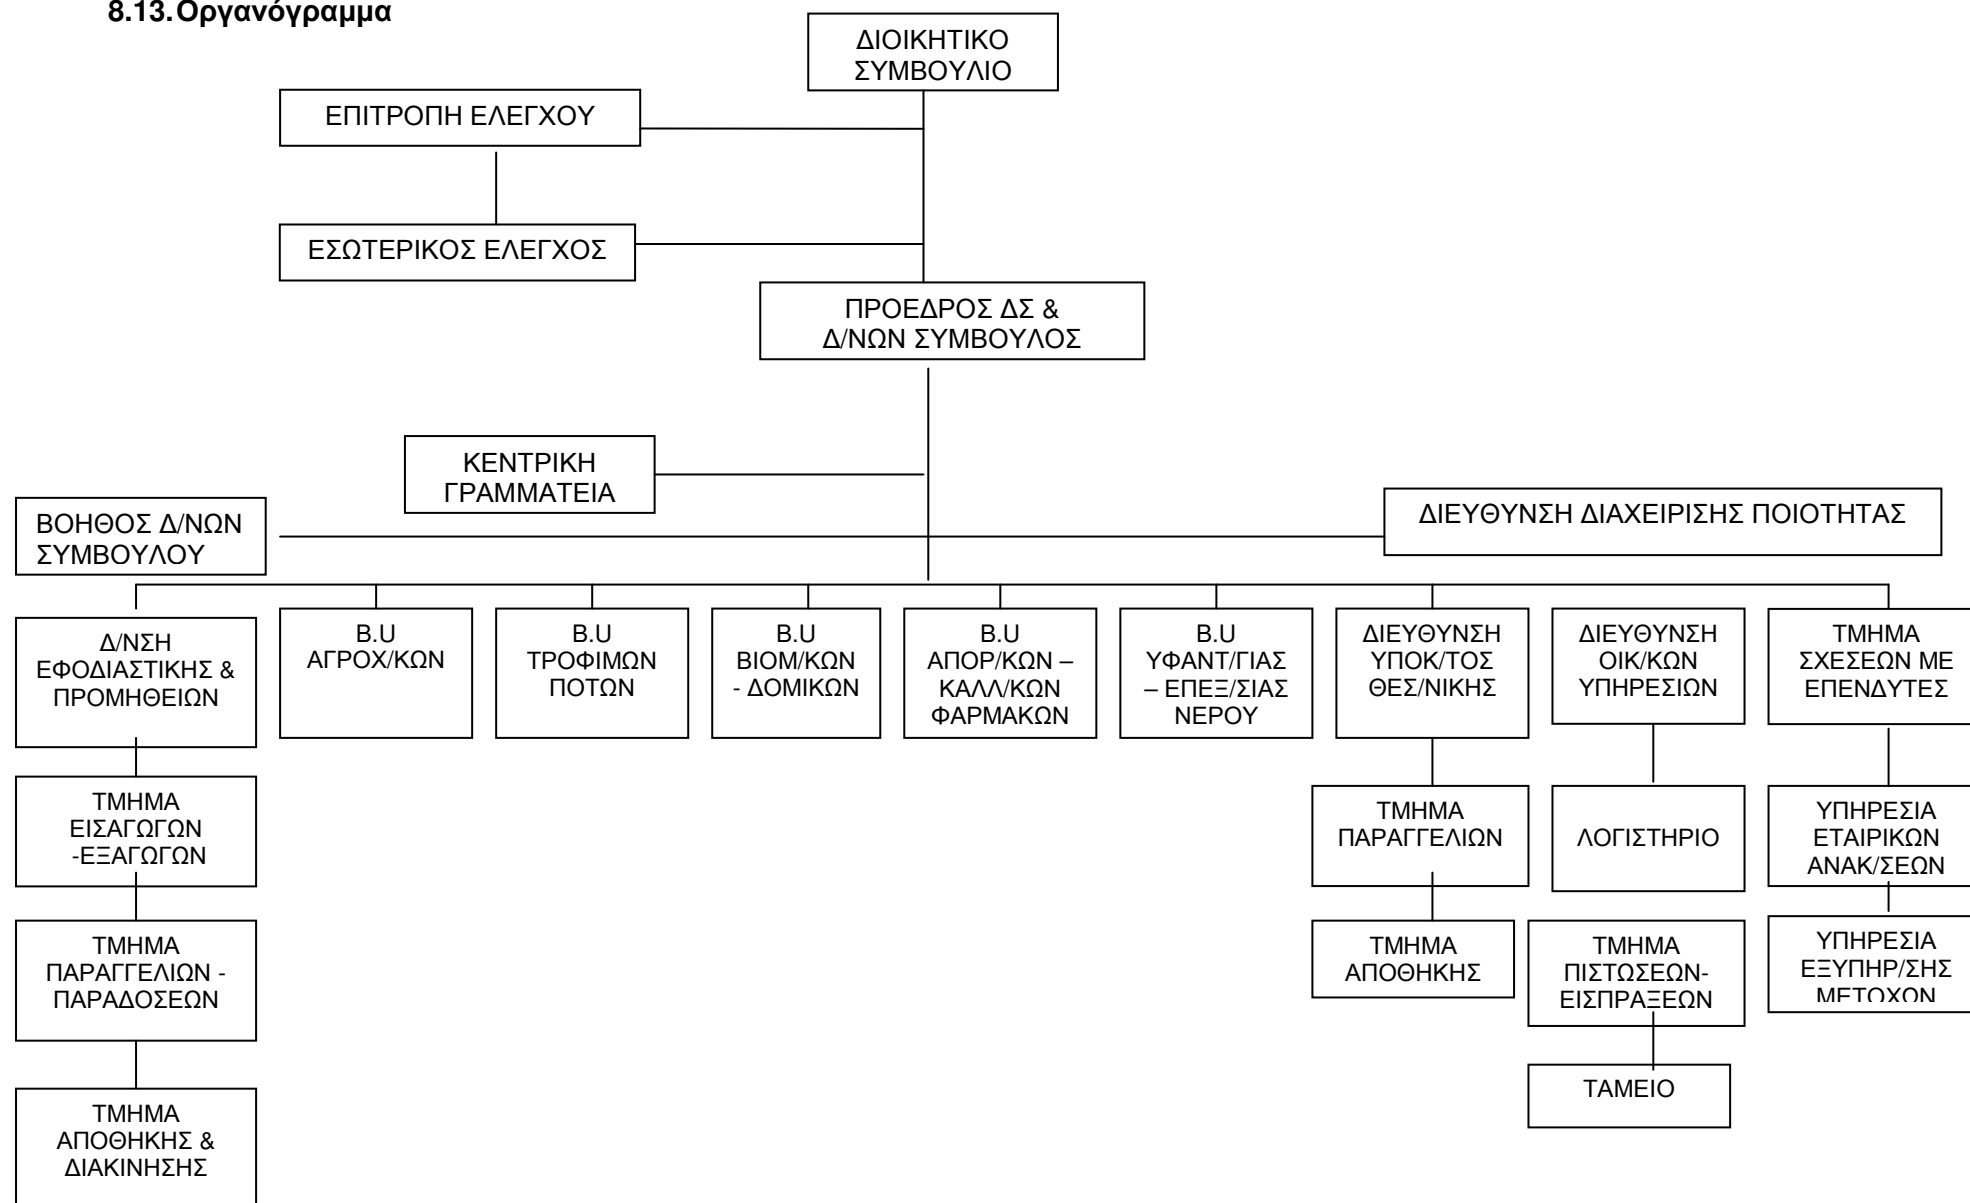 8.13.Οργανόγραμμα
ΔΙΟΙΚΗΤΙΚΟ
ΣΥΜΒΟΥΛΙΟ
ΕΠΙΤΡΟΠΗ ΕΛΕΓΧΟΥ
ΕΣΩΤΕΡΙΚΟΣ ΕΛΕΓΧΟΣ
ΠΡΟΕΔΡΟΣ ΔΣ &
Δ/ΝΩΝ ΣΥΜΒΟΥΛΟΣ
ΚΕΝΤΡΙΚΗ
ΓΡΑΜΜΑΤΕΙΑ
ΒΟΗΘΟΣ Δ/ΝΩΝ
ΣΥΜΒΟΥΛΟΥ
ΔΙΕΥΘΥΝΣΗ ΔΙΑΧΕΙΡΙΣΗΣ ΠΟΙΟΤΗΤΑΣ
Δ/ΝΣΗ
ΕΦΟΔΙΑΣΤΙΚΗΣ &
ΠΡΟΜΗΘΕΙΩΝ
B.U
ΑΓΡΟΧ/ΚΩΝ
B.U
ΤΡΟΦΙΜΩΝ
ΠΟΤΩΝ
B.U
ΒΙΟΜ/ΚΩΝ
- ΔΟΜΙΚΩΝ
B.U
ΑΠΟΡ/ΚΩΝ –
ΚΑΛΛ/ΚΩΝ
ΦΑΡΜΑΚΩΝ
B.U
ΥΦΑΝΤ/ΓΙΑΣ
– ΕΠΕΞ/ΣΙΑΣ
ΝΕΡΟΥ
ΔΙΕΥΘΥΝΣΗ
ΥΠΟΚ/ΤΟΣ
ΘΕΣ/ΝΙΚΗΣ
ΔΙΕΥΘΥΝΣΗ
ΟΙΚ/ΚΩΝ
ΥΠΗΡΕΣΙΩΝ
ΤΜΗΜΑ
ΣΧΕΣΕΩΝ ΜΕ
ΕΠΕΝΔΥΤΕΣ
ΤΜΗΜΑ
ΕΙΣΑΓΩΓΩΝ
-ΕΞΑΓΩΓΩΝ
ΤΜΗΜΑ
ΠΑΡΑΓΓΕΛΙΩΝ
ΛΟΓΙΣΤΗΡΙΟ
ΥΠΗΡΕΣΙΑ
ΕΤΑΙΡΙΚΩΝ
ΑΝΑΚ/ΣΕΩΝ
ΤΜΗΜΑ
ΠΑΡΑΓΓΕΛΙΩΝ -
ΠΑΡΑΔΟΣΕΩΝ
ΤΜΗΜΑ
ΑΠΟΘΗΚΗΣ
ΤΜΗΜΑ
ΠΙΣΤΩΣΕΩΝ-
ΕΙΣΠΡΑΞΕΩΝ
ΥΠΗΡΕΣΙΑ
ΕΞΥΠΗΡ/ΣΗΣ
ΜΕΤΟΧΩΝ
ΤΑΜΕΙΟ
ΤΜΗΜΑ
ΑΠΟΘΗΚΗΣ &
ΔΙΑΚΙΝΗΣΗΣ